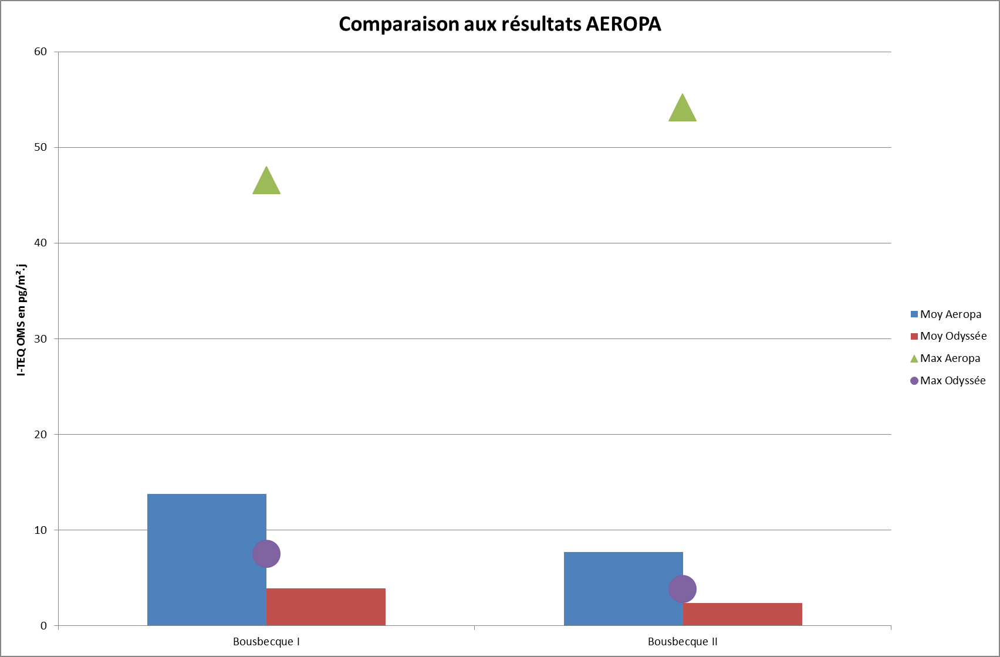 Comparaison aux résultats AEROPA
I-TEQ OMS en pg/m².j
60
50
40
30
20
10
0
Bousbecque I
Bousbecque II
Moy Aeropa
Moy Odyssée
Max Aeropa
Max Odyssée